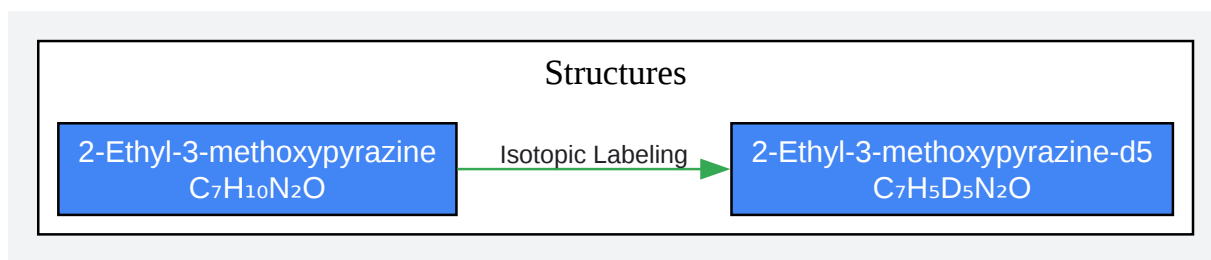 Structures
2-Ethyl-3-methoxypyrazine
C₇H₁₀N₂O
Isotopic Labeling
2-Ethyl-3-methoxypyrazine-d5
C₇H₅D₅N₂O